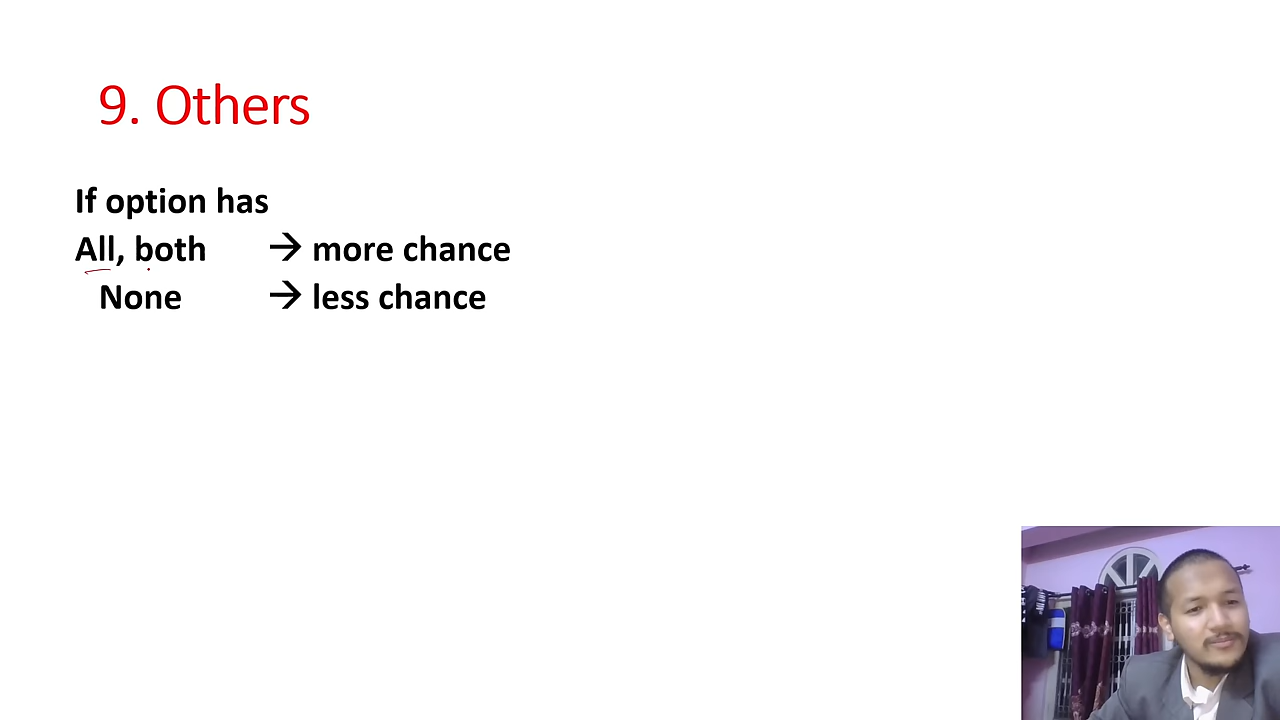 9. Others
If option has
All, both → more chance
None → less chance